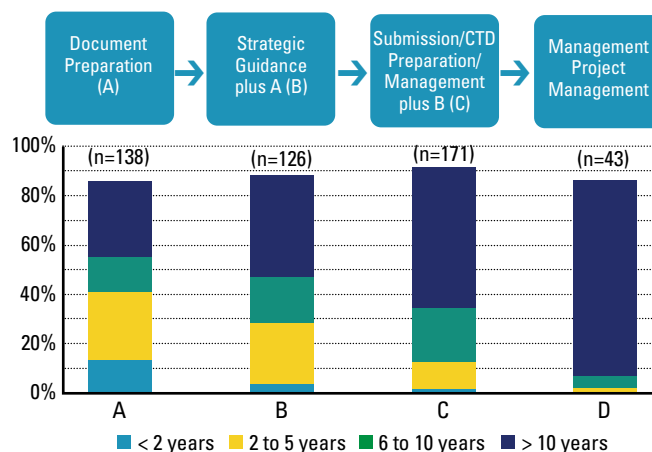 Document
Preparation
(A)
Strategic
Guidance
plus A (B)
Submission/CTD
Preparation/
Management
plus B (C)
Management
Project
Management
100%
80%
60%
40%
20%
0%
(n=138)
(n=126)
(n=171)
(n=43)
A
B
C
D
< 2 years
2 to 5 years
6 to 10 years
> 10 years